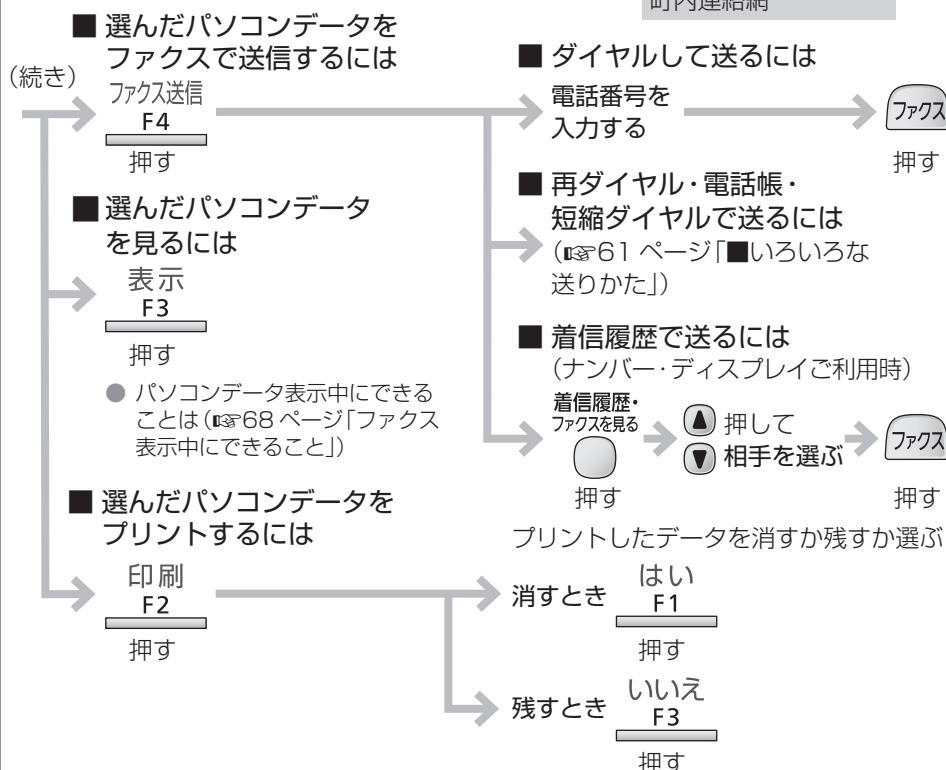 町内連絡網
■ 選んだパソコンデータを
ファクスで送信するには
(続き)
ファクス送信
F4
押す
■ ダイヤルして送るには
電話番号を
入力する
ファクス
押す
■ 再ダイヤル・電話帳・
短縮ダイヤルで送るには
(☞61 ページ「■いろいろな
送りかた」)
■ 着信履歴で送るには
(ナンバー・ディスプレイご利用時)
着信履歴・
ファクスを見る
押す
▲ 押して
▼ 相手を選ぶ
ファクス
押す
■ 選んだパソコンデータ
を見るには
表示
F3
押す
● パソコンデータ表示中にできる
ことは(☞68 ページ「ファクス
表示中にできること」)
■ 選んだパソコンデータを
プリントするには
印刷
F2
押す
プリントしたデータを消すか残すか選ぶ
消すとき
はい
F1
押す
残すとき
いいえ
F3
押す